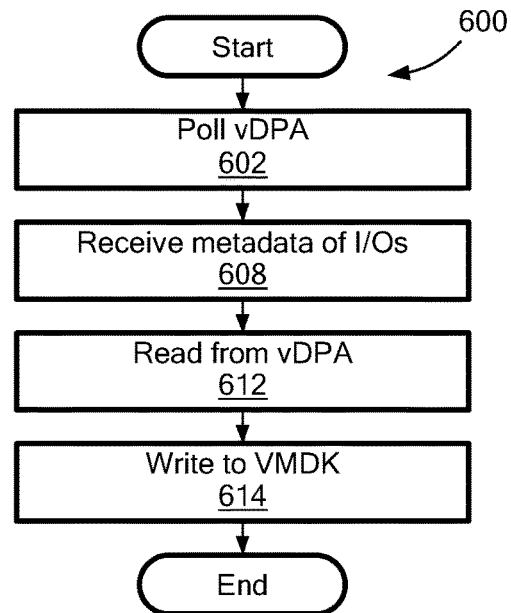 600
Start
Poll vDPA
602
Receive metadata of I/Os
608
Read from vDPA
612
Write to VMDK
614
End